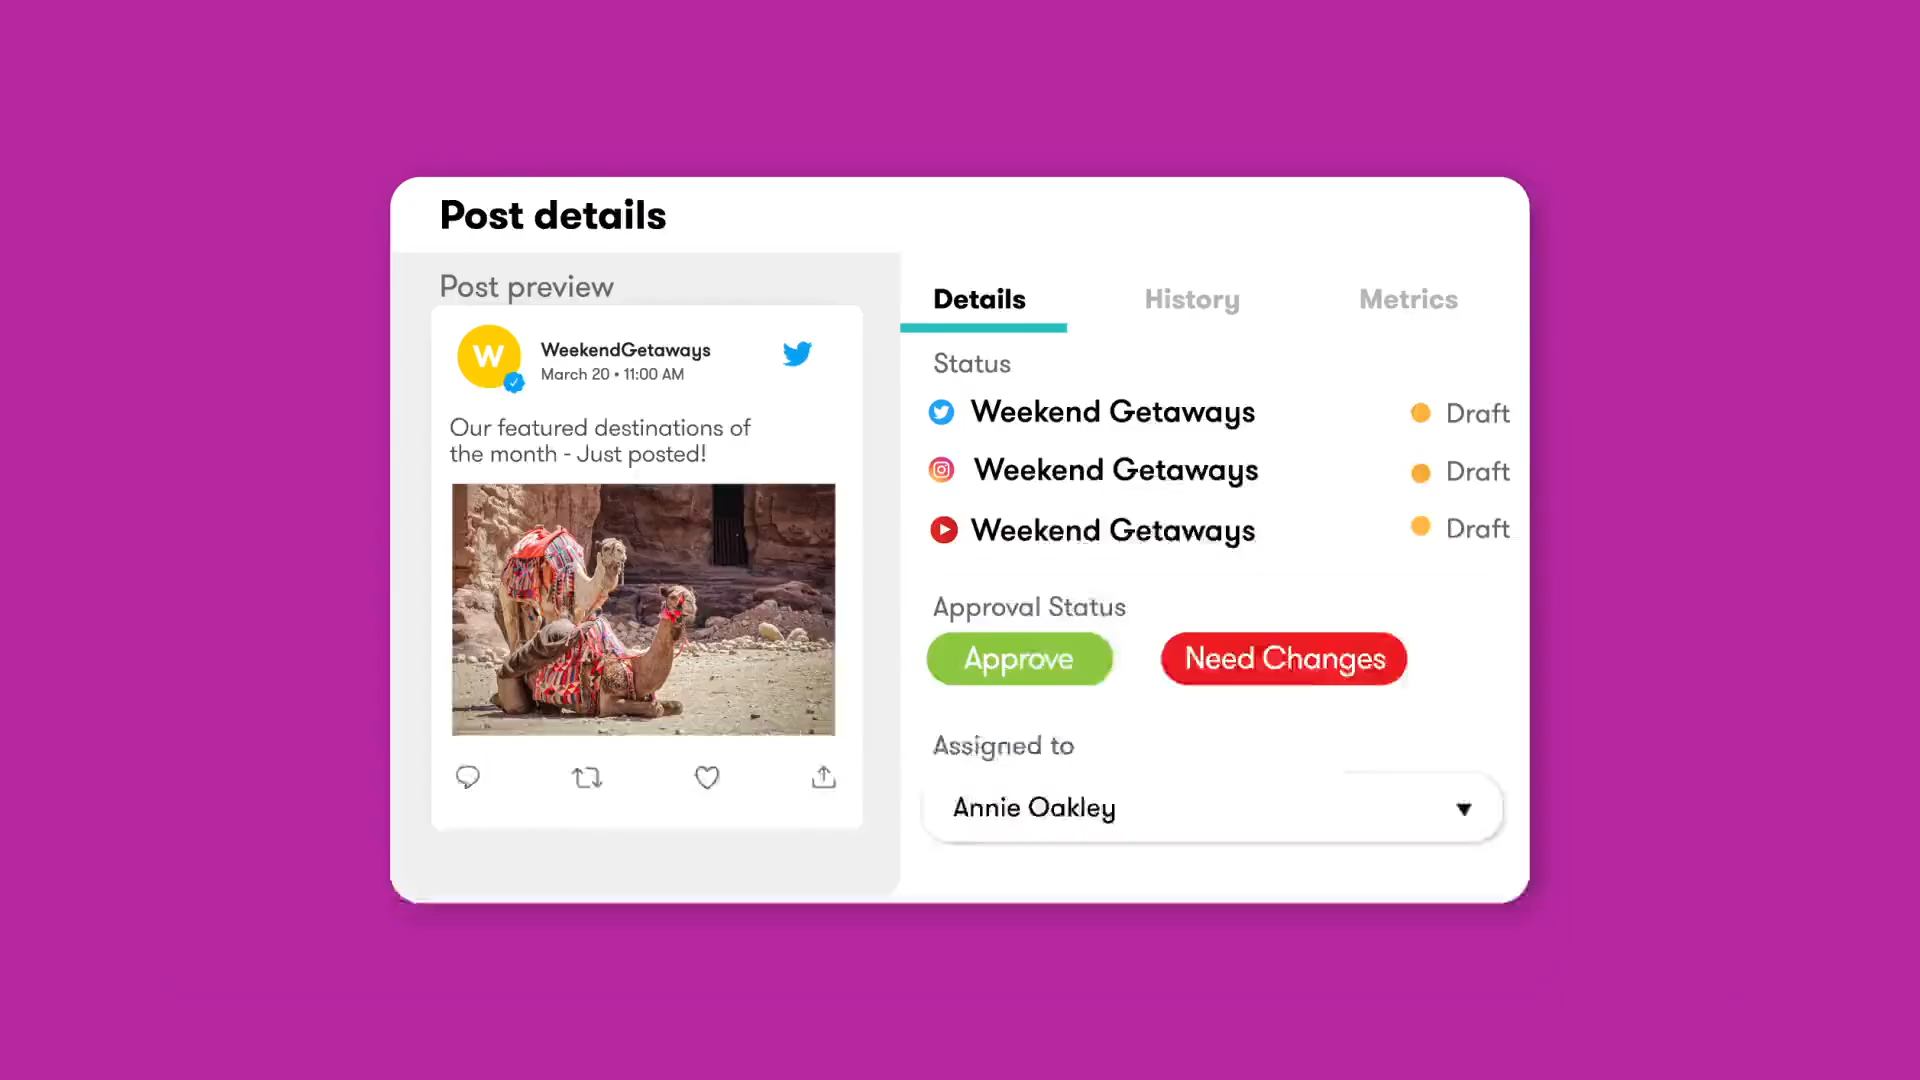 Post details
Post preview
W
WeekendGetaways
March 20 • 11:00 AM
Our featured destinations of
the month - Just posted!
Details
History
Metrics
Status
Weekend Getaways
Draft
Weekend Getaways
Draft
Weekend Getaways
Draft
Approval Status
Approve
Need Changes
Assigned to
Annie Oakley